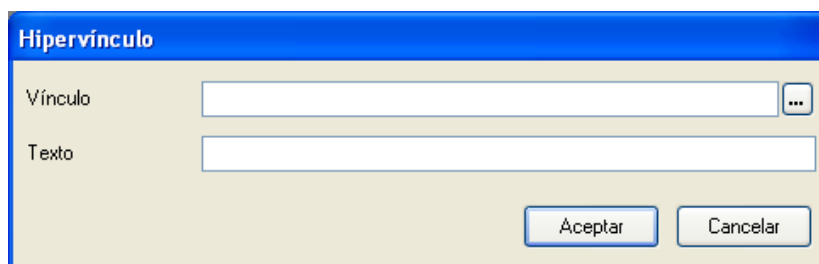 Hipervínculo
Vínculo
...
Texto
Aceptar Cancelar